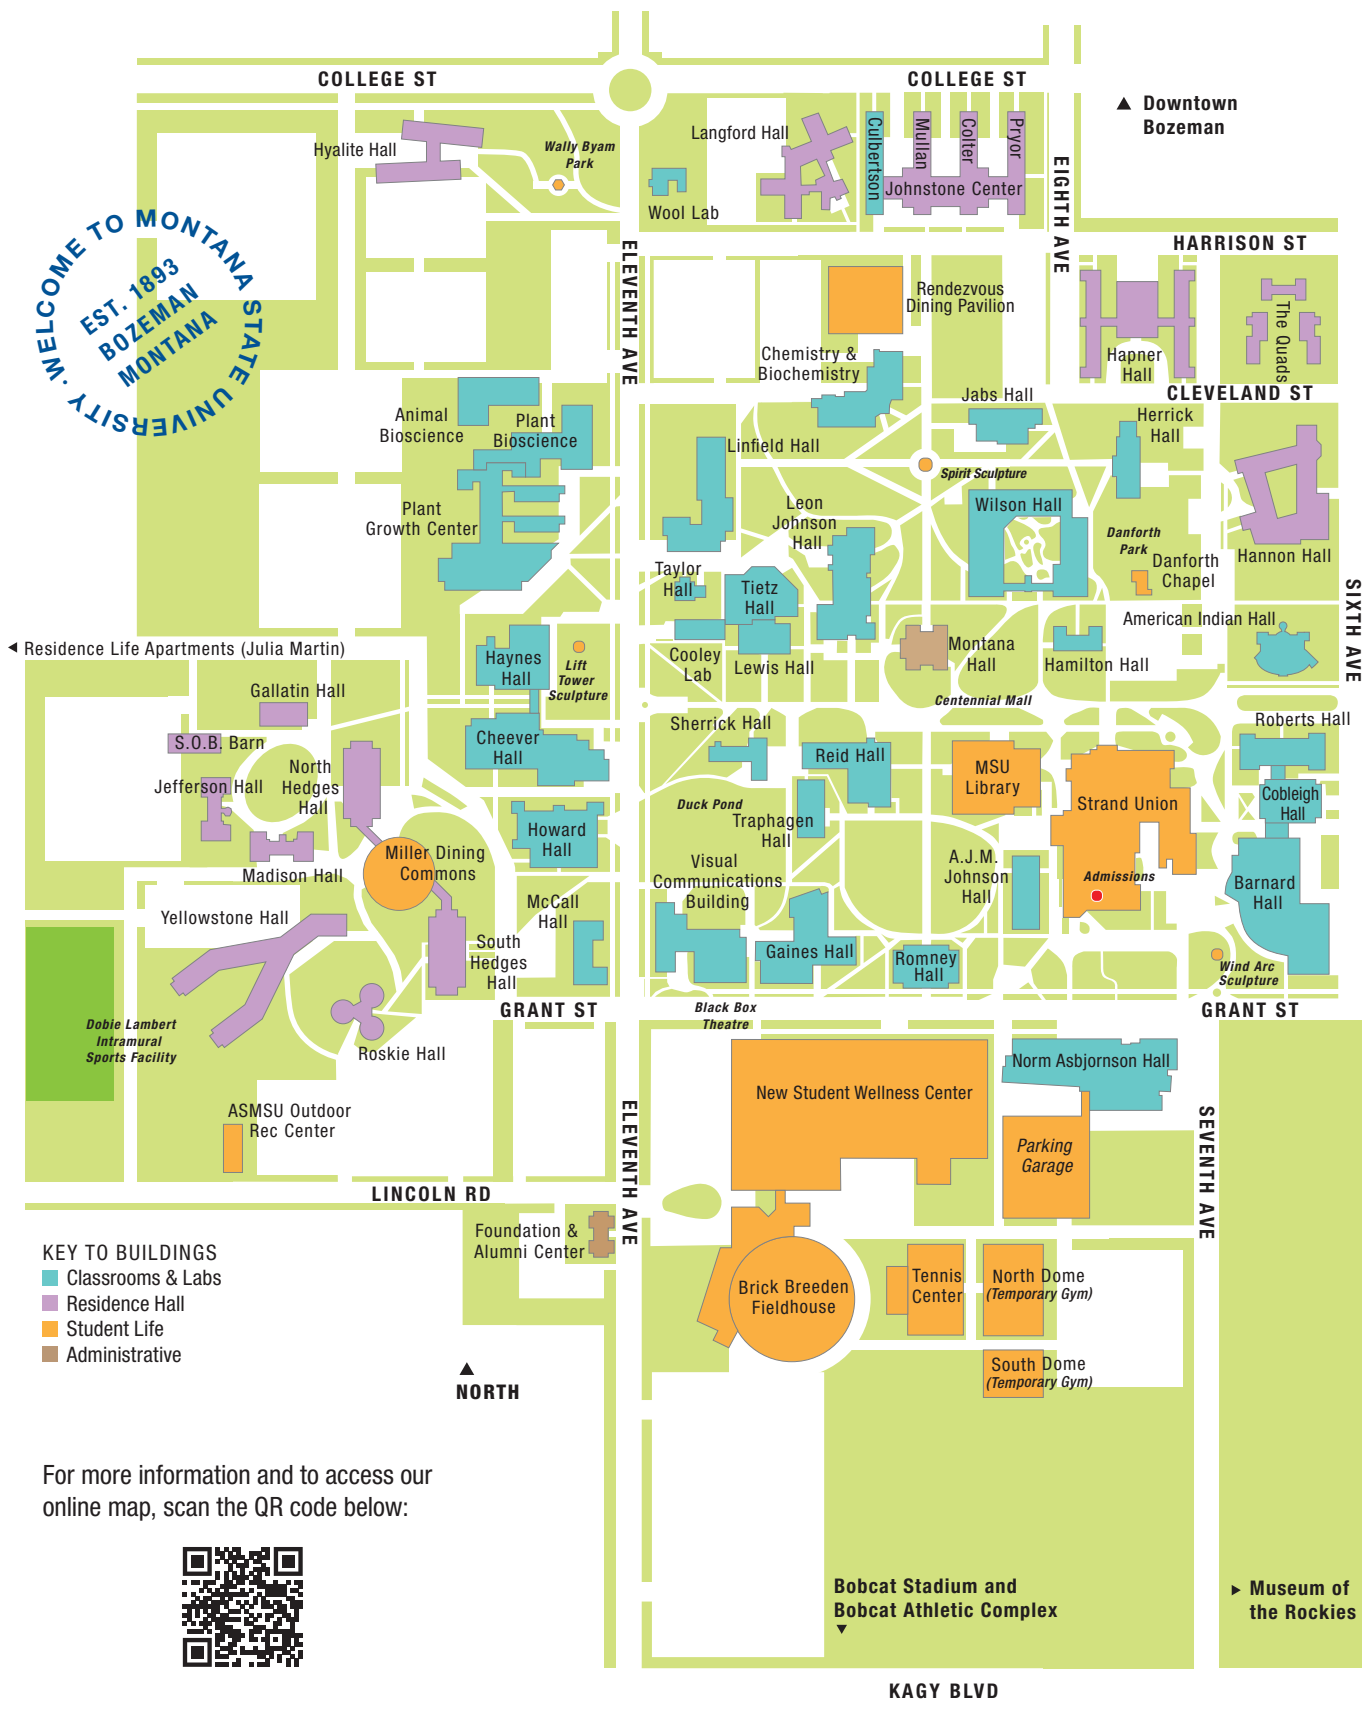 COLLEGE ST
COLLEGE ST
Downtown
Bozeman
Hyalite Hall
Wally Byam
Park
Langford Hall
Wool Lab
Culbertson
Mullan
Colter
Pryor
Johnstone Center
EIGHTH AVE
HARRISON ST
WELCOME TO MONTANA STATE UNIVERSITY .
EST. 1893
BOZEMAN
MONTANA
ELEVENTH AVE
Rendezvous
Dining Pavilion
Hapner
Hall
The Quads
Chemistry &
Biochemistry
CLEVELAND ST
Animal
Bioscience
Plant
Bioscience
Jabs Hall
Herrick
Hall
Linfield Hall
Spirit Sculpture
Plant
Growth Center
Leon
Johnson
Hall
Wilson Hall
Danforth
Park
Danforth
Chapel
Hannon Hall
Taylor
Hall
Tietz
Hall
SIXTH AVE
American Indian Hall
Residence Life Apartments (Julia Martin)
Haynes
Hall
Lift
Tower
Sculpture
Cooley
Lab
Lewis Hall
Montana
Hall
Hamilton Hall
Centennial Mall
Gallatin Hall
S.O.B. Barn
Jefferson Hall
North
Hedges
Hall
Cheever
Hall
Sherrick Hall
Reid Hall
MSU
Library
Strand Union
Roberts Hall
Cobleigh
Hall
Duck Pond
Traphagen
Hall
Madison Hall
Miller Dining
Commons
Howard
Hall
Visual
Communications
Building
A.J.M.
Johnson
Hall
Admissions
Barnard
Hall
Yellowstone Hall
McCall
Hall
South
Hedges
Hall
Gaines Hall
Romney
Hall
Wind Arc
Sculpture
GRANT ST
Black Box
Theatre
GRANT ST
Dobie Lambert
Intramural
Sports Facility
Roskie Hall
New Student Wellness Center
Norm Asbjornson Hall
ASMSU Outdoor
Rec Center
ELEVENTH AVE
Parking
Garage
SEVENTH AVE
LINCOLN RD
Foundation &
Alumni Center
KEY TO BUILDINGS
Classrooms & Labs
Residence Hall
Student Life
Administrative
Brick Breeden
Fieldhouse
Tennis
Center
North Dome
(Temporary Gym)
South Dome
(Temporary Gym)
NORTH
For more information and to access our
online map, scan the QR code below:
Bobcat Stadium and
Bobcat Athletic Complex
Museum of
the Rockies
KAGY BLVD